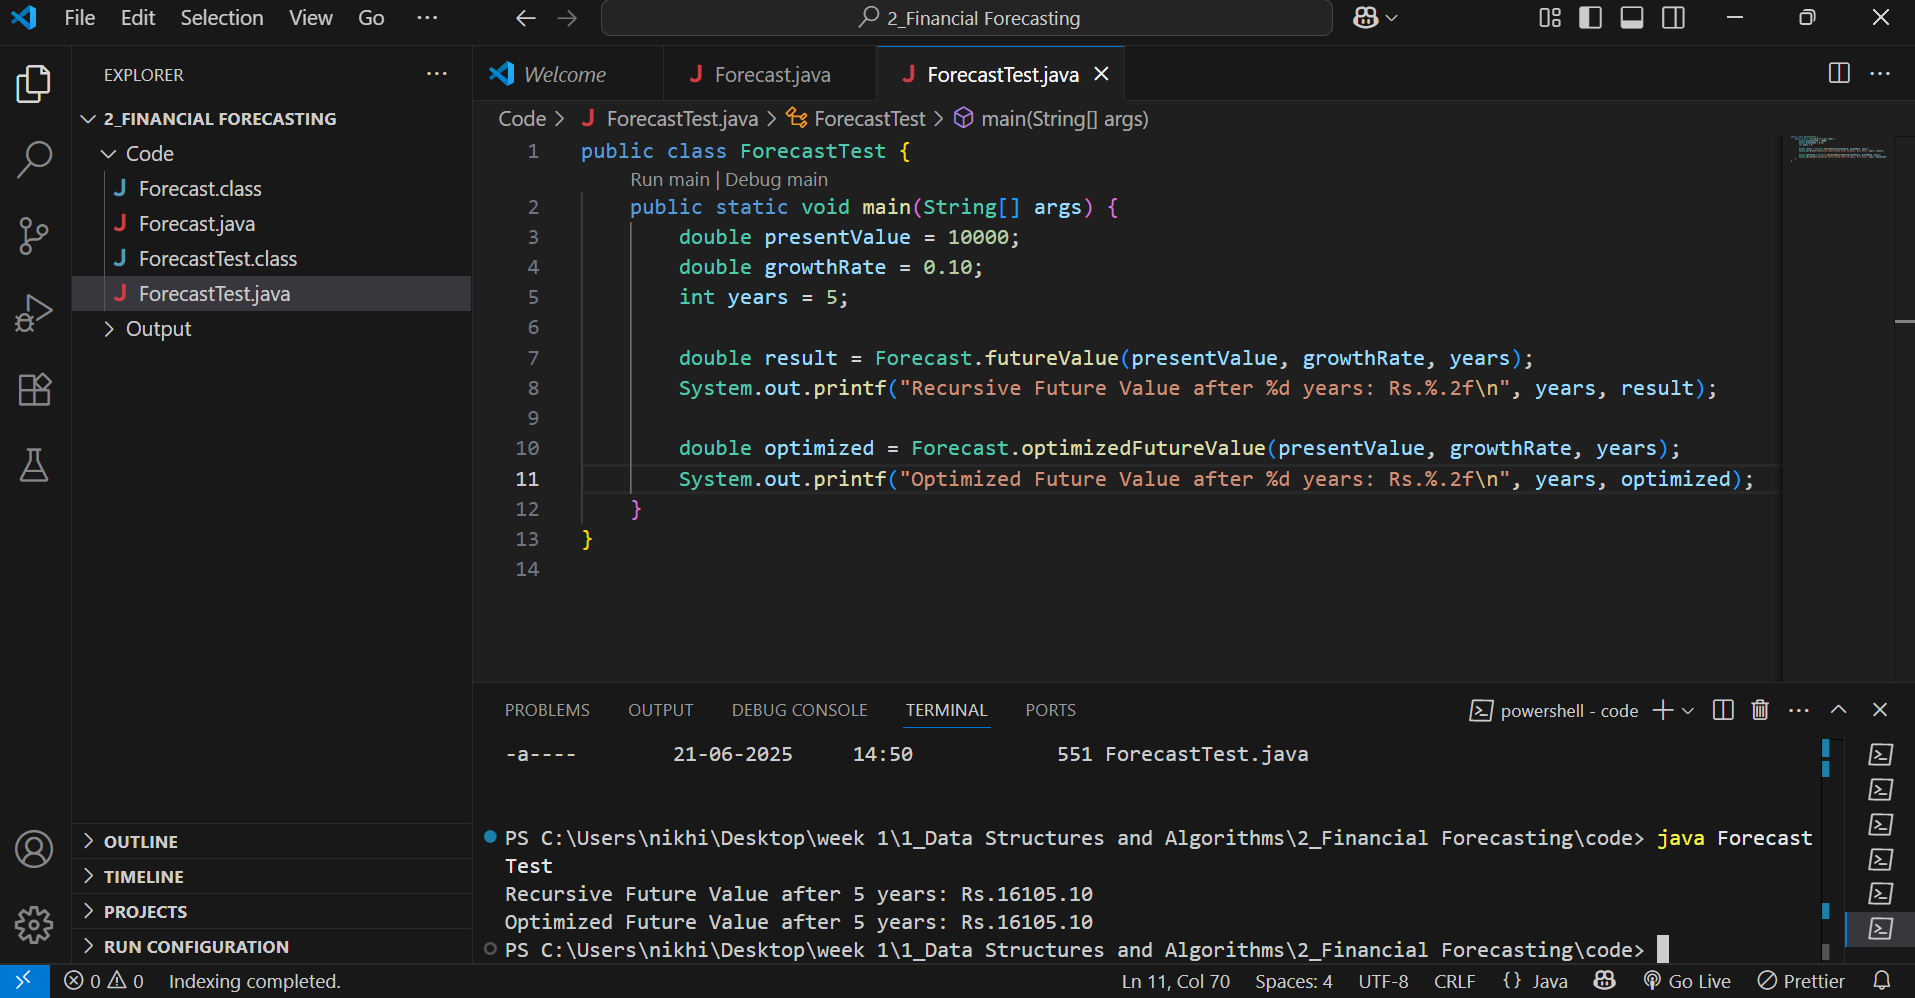 File Edit Selection View Go ···
2_Financial Forecasting
EXPLORER ···
2_FINANCIAL FORECASTING
Code
J Forecast.class
J Forecast.java
J ForecastTest.class
J ForecastTest.java
Output
OUTLINE
TIMELINE
PROJECTS
RUN CONFIGURATION
Welcome
J Forecast.java
J ForecastTest.java
Code > J ForecastTest.java > ForecastTest > main(String[] args)
1 public class ForecastTest {
Run main | Debug main
2 public static void main(String[] args) {
3 double presentValue = 10000;
4 double growthRate = 0.10;
5 int years = 5;
6
7 double result = Forecast.futureValue(presentValue, growthRate, years);
8 System.out.printf("Recursive Future Value after %d years: Rs.%.2f\n", years, result);
9
10 double optimized = Forecast.optimizedFutureValue(presentValue, growthRate, years);
11 System.out.printf("Optimized Future Value after %d years: Rs.%.2f\n", years, optimized);
12 }
13 }
14
PROBLEMS OUTPUT DEBUG CONSOLE TERMINAL PORTS
powershell - code
-a---- 21-06-2025 14:50 551 ForecastTest.java
PS C:\Users\nikhi\Desktop\week 1\1_Data Structures and Algorithms\2_Financial Forecasting\code> java Forecast
Test
Recursive Future Value after 5 years: Rs.16105.10
Optimized Future Value after 5 years: Rs.16105.10
PS C:\Users\nikhi\Desktop\week 1\1_Data Structures and Algorithms\2_Financial Forecasting\code>
0 0 Indexing completed.
Ln 11, Col 70 Spaces: 4 UTF-8 CRLF {} Java Go Live Prettier